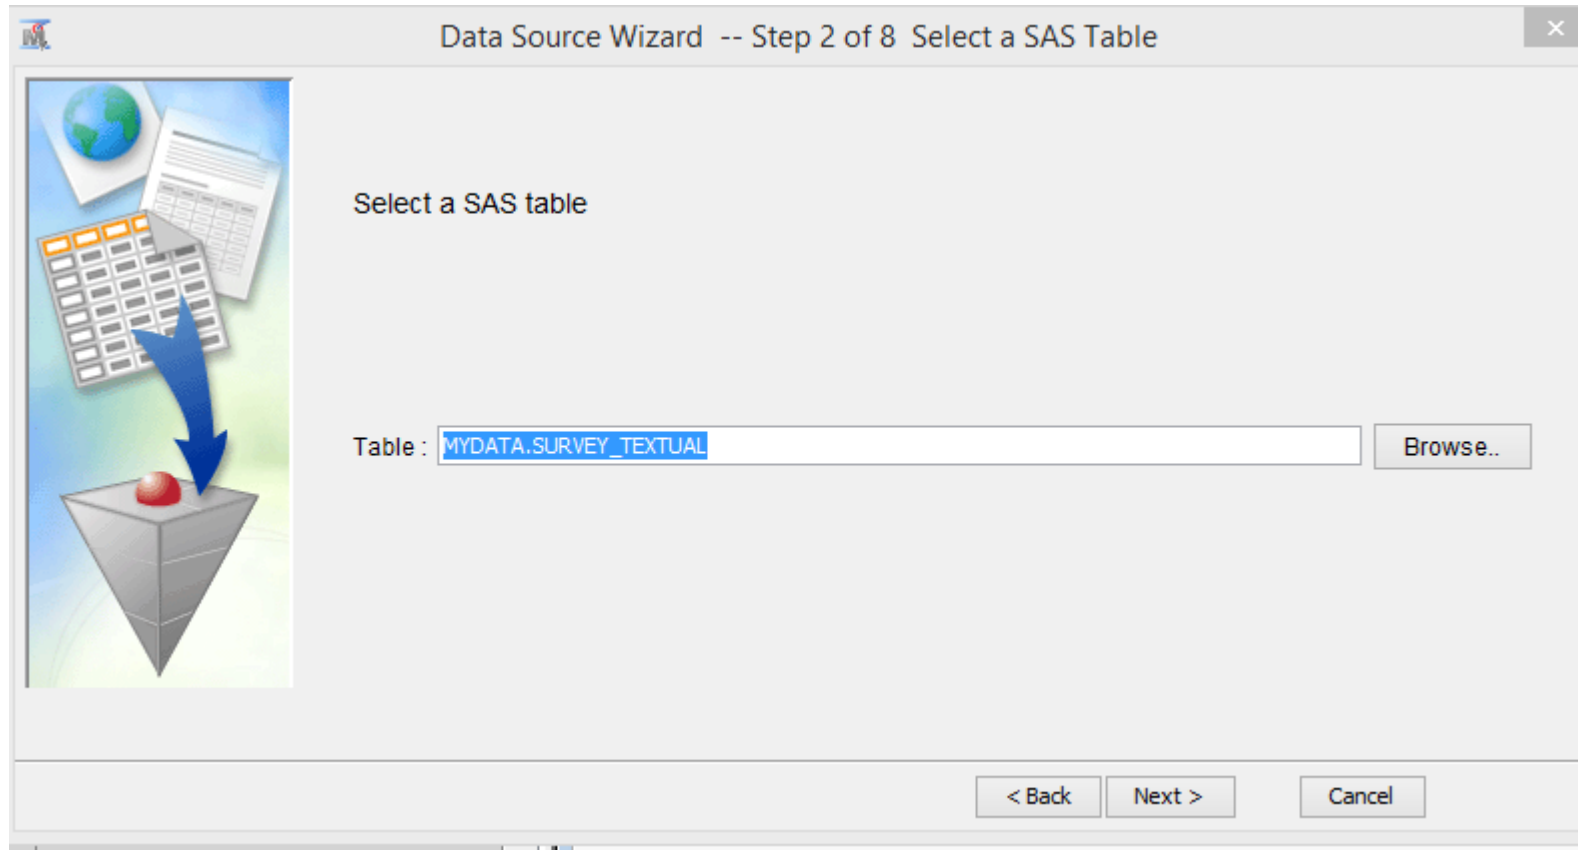 Data Source Wizard -- Step 2 of 8 Select a SAS Table
Select a SAS table
Table : MYDATA.SURVEY_TEXTUAL Browse..
< Back Next > Cancel